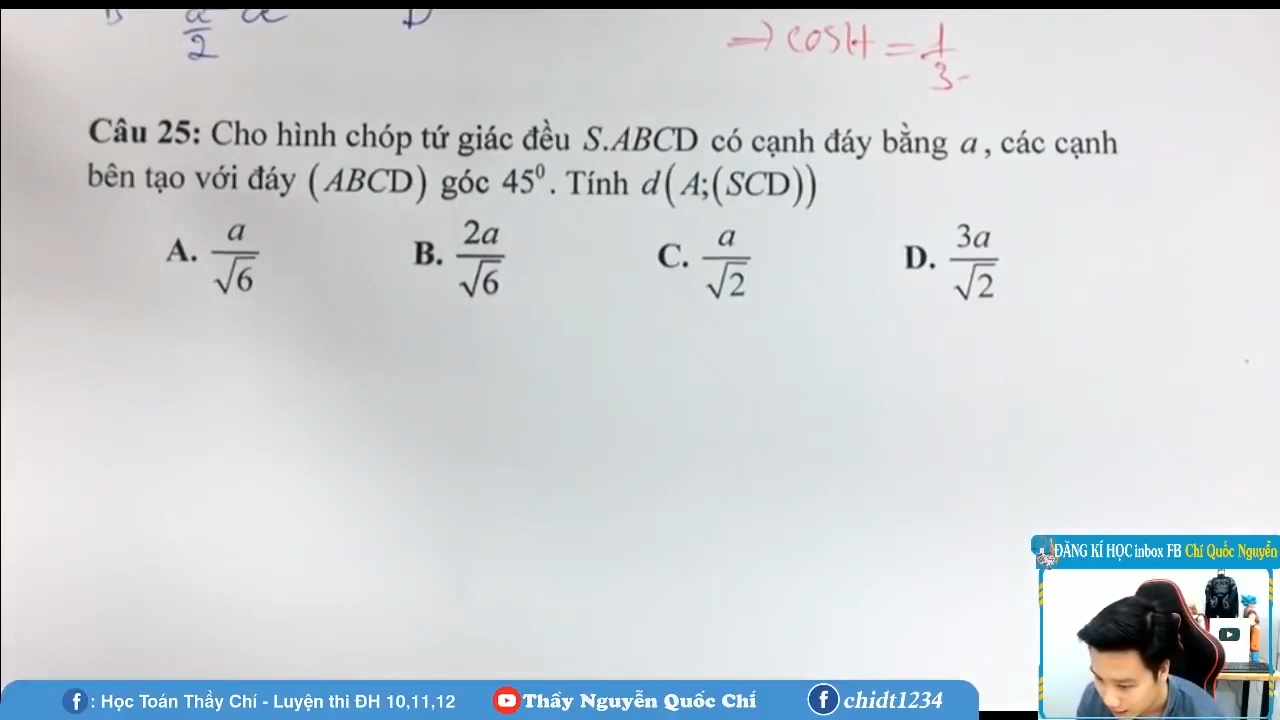 a/2 a
→ cosH = 1/3
Câu 25: Cho hình chóp tứ giác đều S.ABCD có cạnh đáy bằng a, các cạnh
bên tạo với đáy (ABCD) góc 45⁰. Tính d(A;(SCD))
A. a/√6 B. 2a/√6 C. a/√2 D. 3a/√2
ĐĂNG KÍ HỌC inbox FB Chí Quốc Nguyễn
: Học Toán Thầy Chí - Luyện thi ĐH 10,11,12 Thầy Nguyễn Quốc Chí chidt1234